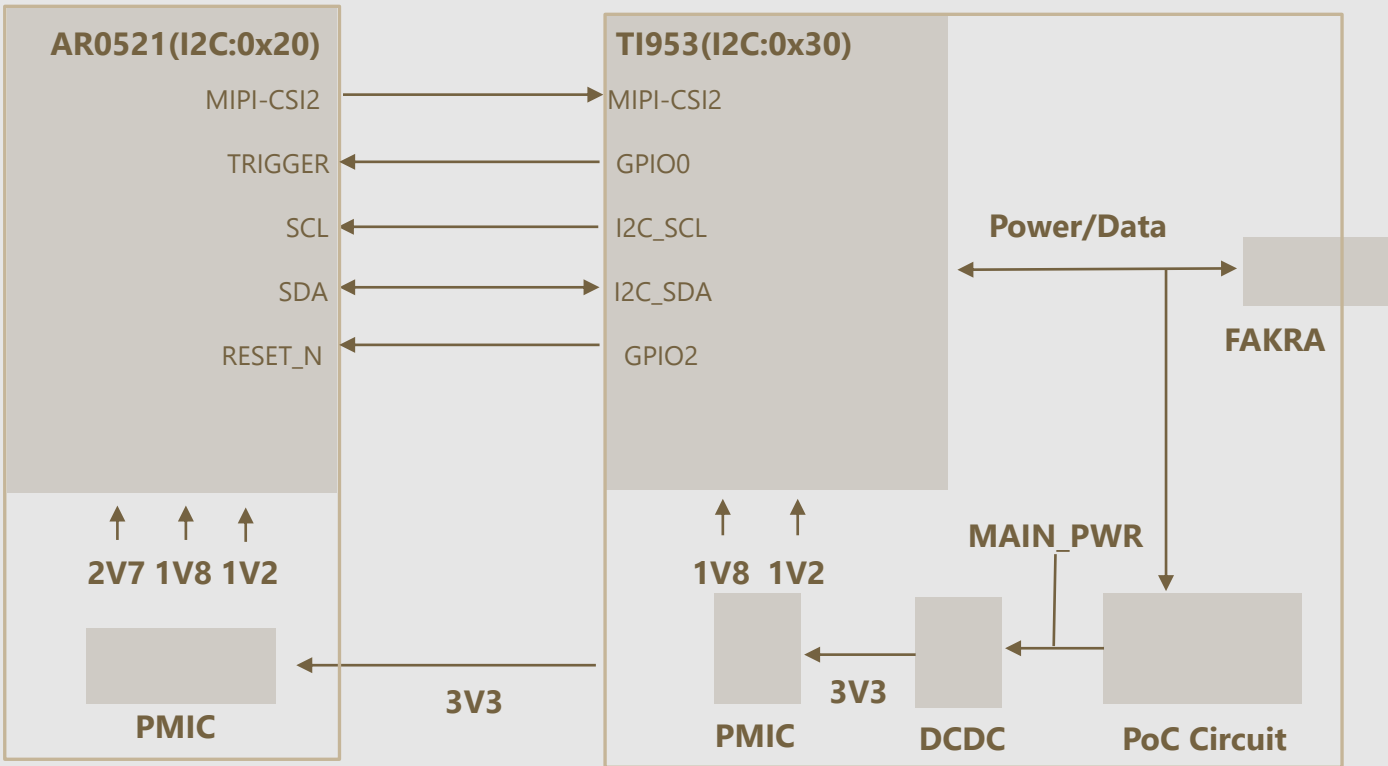 AR0521(I2C:0x20)
TI953(I2C:0x30)
MIPI-CSI2
MIPI-CSI2
TRIGGER
GPIO0
SCL
I2C_SCL
Power/Data
SDA
I2C_SDA
FAKRA
RESET_N
GPIO2
MAIN_PWR
2V7 1V8 1V2
1V8 1V2
3V3
3V3
PMIC
PMIC
DCDC
PoC Circuit